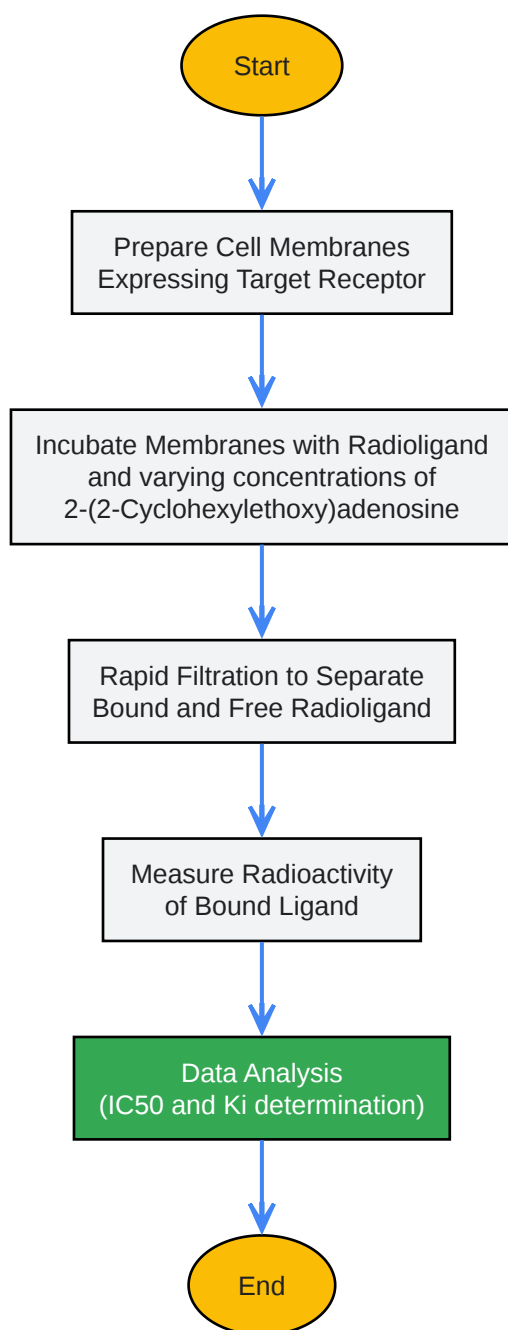 Start
Prepare Cell Membranes
Expressing Target Receptor
Incubate Membranes with Radioligand
and varying concentrations of
2-(2-Cyclohexylethoxy)adenosine
Rapid Filtration to Separate
Bound and Free Radioligand
Measure Radioactivity
of Bound Ligand
Data Analysis
(IC50 and Ki determination)
End